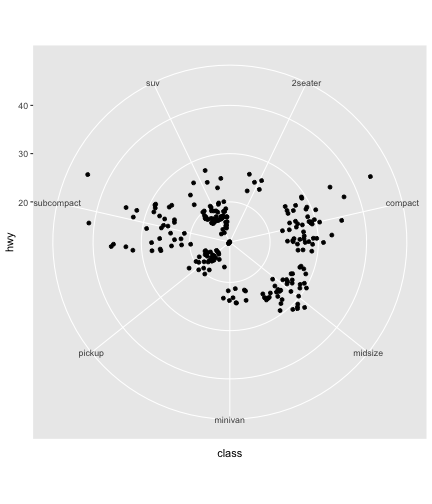 suv 2seater
40
30
20 subcompact compact
hwy
pickup midsize
minivan
class